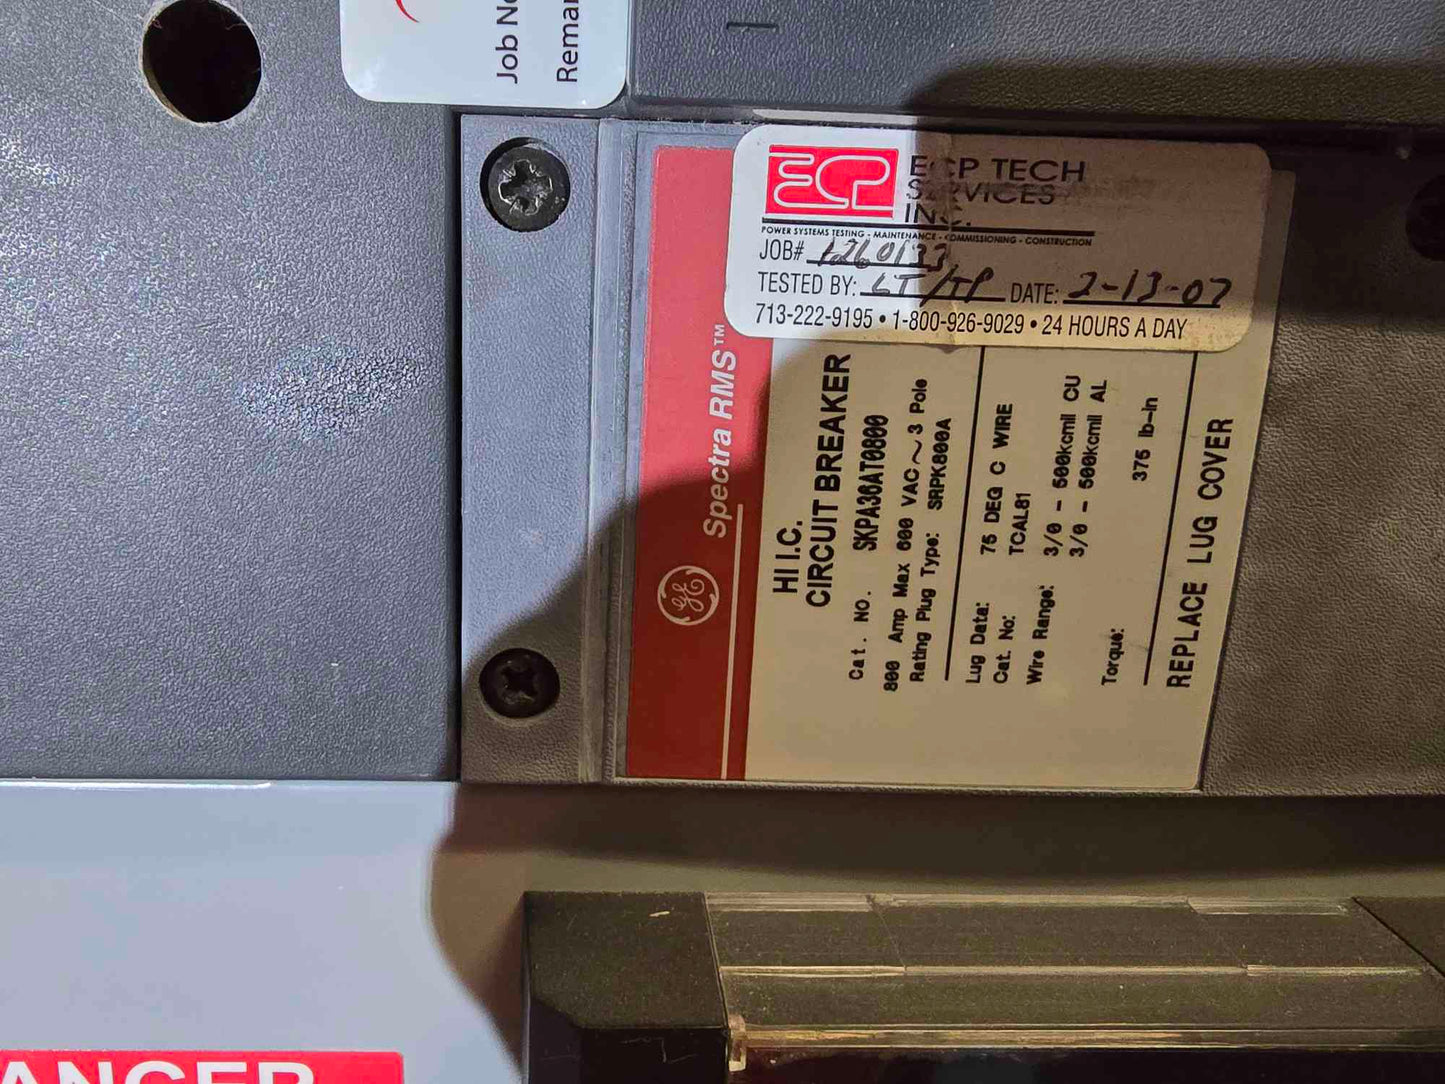 Job No
Remar
ECP TECH
SERVICES
INC.
POWER SYSTEMS TESTING - MAINTENANCE - COMMISSIONING - CONSTRUCTION
JOB# 1260133
TESTED BY: LT/TP DATE: 2-13-07
713-222-9195 • 1-800-926-9029 • 24 HOURS A DAY
GE Spectra RMS™
HI I.C.
CIRCUIT BREAKER
Cat. NO. SKPA36AT0800
800 Amp Max 600 VAC ~ 3 Pole
Rating Plug Type: SRPK800A
Lug Data: 75 DEG C WIRE
Cat. No: TCAL81
Wire Range: 3/0 - 500kcmil CU
3/0 - 500kcmil AL
Torque: 375 lb-in
REPLACE LUG COVER
ANGER